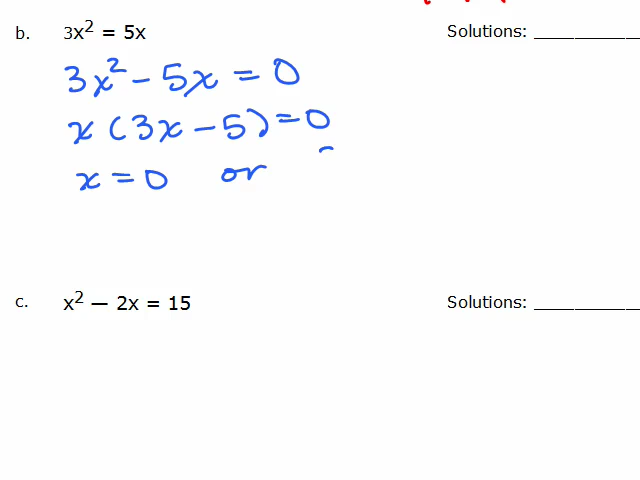 b. 3x² = 5x Solutions: ___________
3x² - 5x = 0
x (3x - 5) = 0
x = 0 or
c. x² — 2x = 15 Solutions: ___________